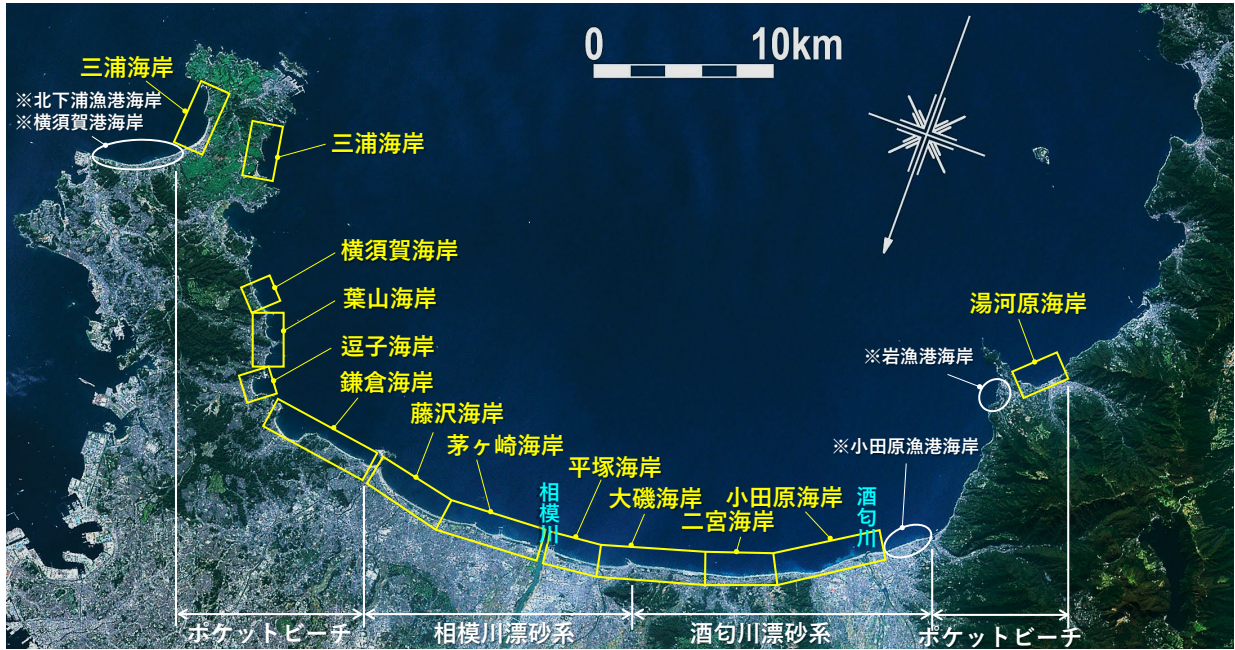 0 10km
三浦海岸
※北下浦漁港海岸
※横須賀港海岸
三浦海岸
横須賀海岸
葉山海岸
湯河原海岸
逗子海岸
※岩漁港海岸
鎌倉海岸
藤沢海岸
茅ヶ崎海岸
※小田原漁港海岸
平塚海岸
相模川
大磯海岸
小田原海岸
酒匂川
二宮海岸
ポケットビーチ
相模川漂砂系
酒匂川漂砂系
ポケットビーチ